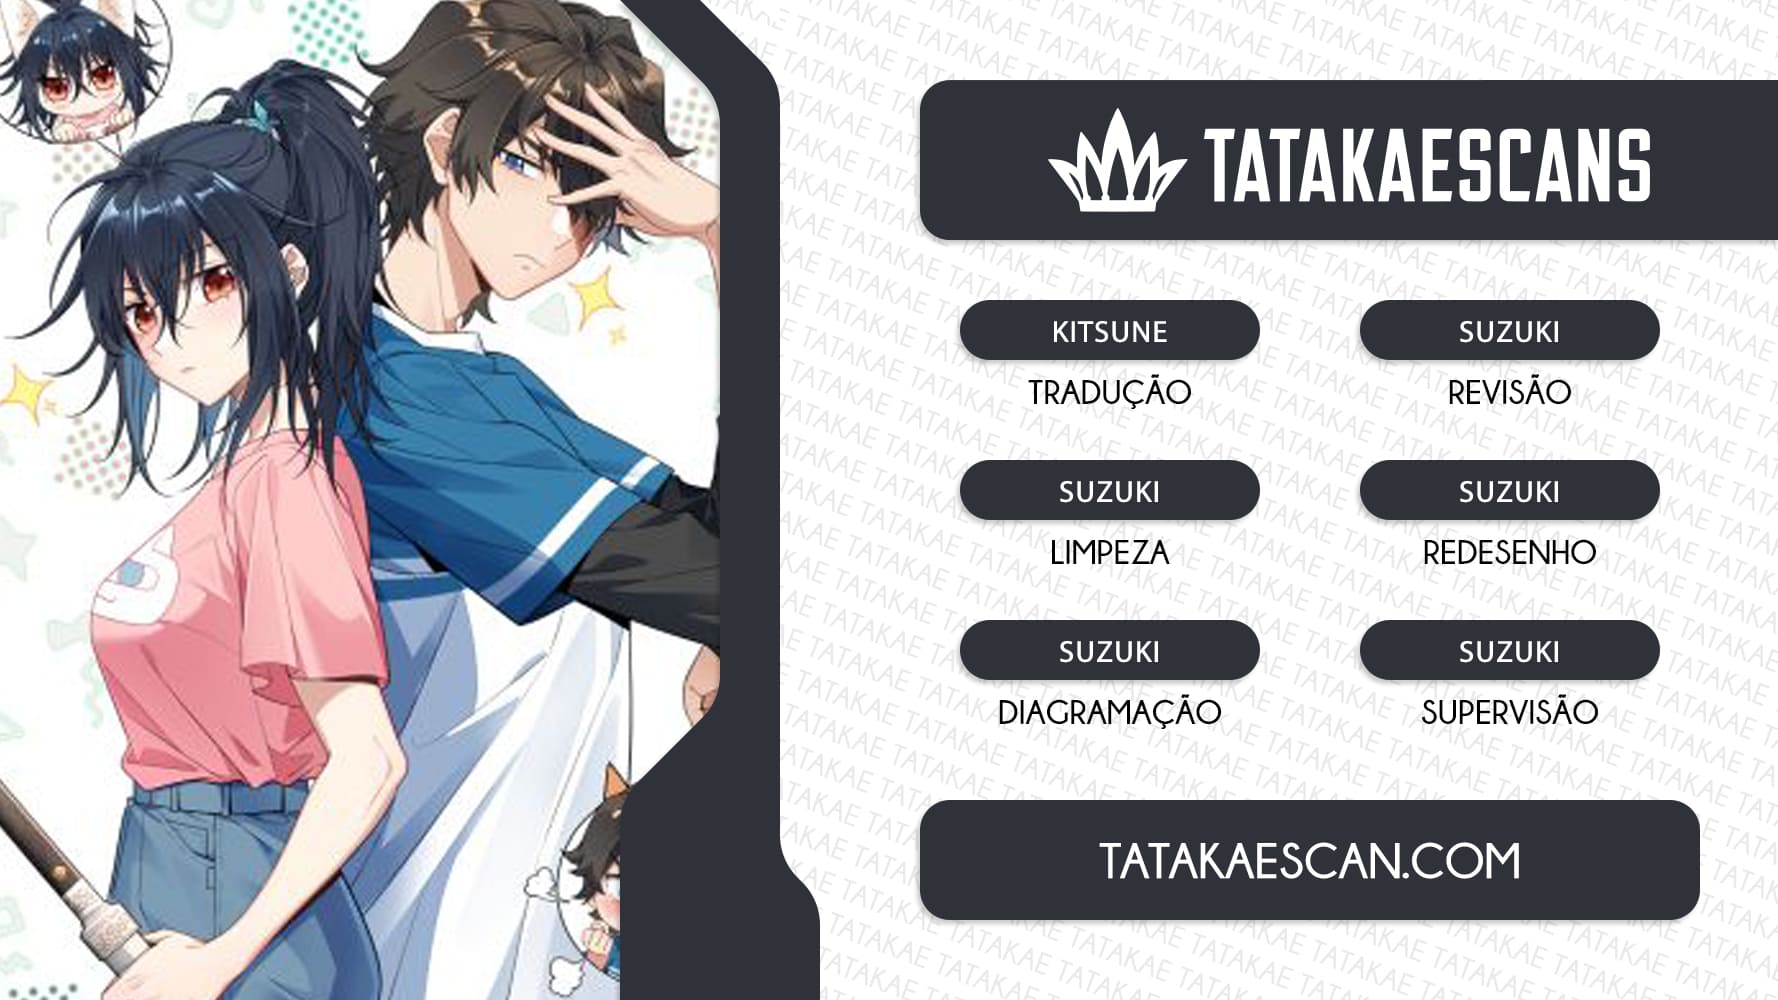 TATAKAESCANS
KITSUNE
SUZUKI
TRADUÇÃO
REVISÃO
SUZUKI
SUZUKI
LIMPEZA
REDESENHO
SUZUKI
SUZUKI
DIAGRAMAÇÃO
SUPERVISÃO
TATAKAESCAN.COM